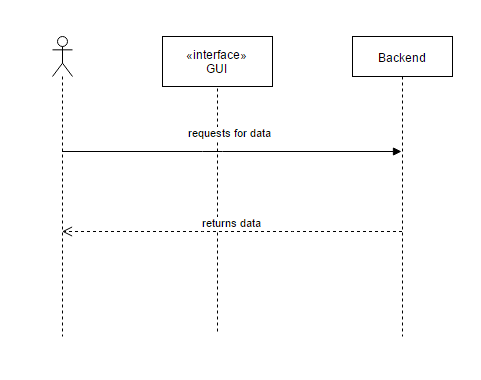 «interface»
GUI
Backend
requests for data
returns data